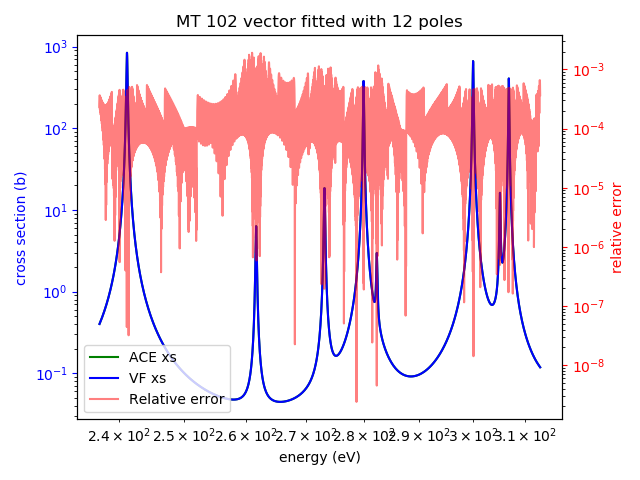 MT 102 vector fitted with 12 poles
10³
10²
10¹
10⁰
10⁻¹
cross section (b)
10⁻³
10⁻⁴
10⁻⁵
10⁻⁶
10⁻⁷
10⁻⁸
relative error
ACE xs
VF xs
Relative error
2.4 × 10² 2.5 × 10² 2.6 × 10² 2.7 × 10² 2.8 × 10² 2.9 × 10² 3 × 10² 3.1 × 10²
energy (eV)